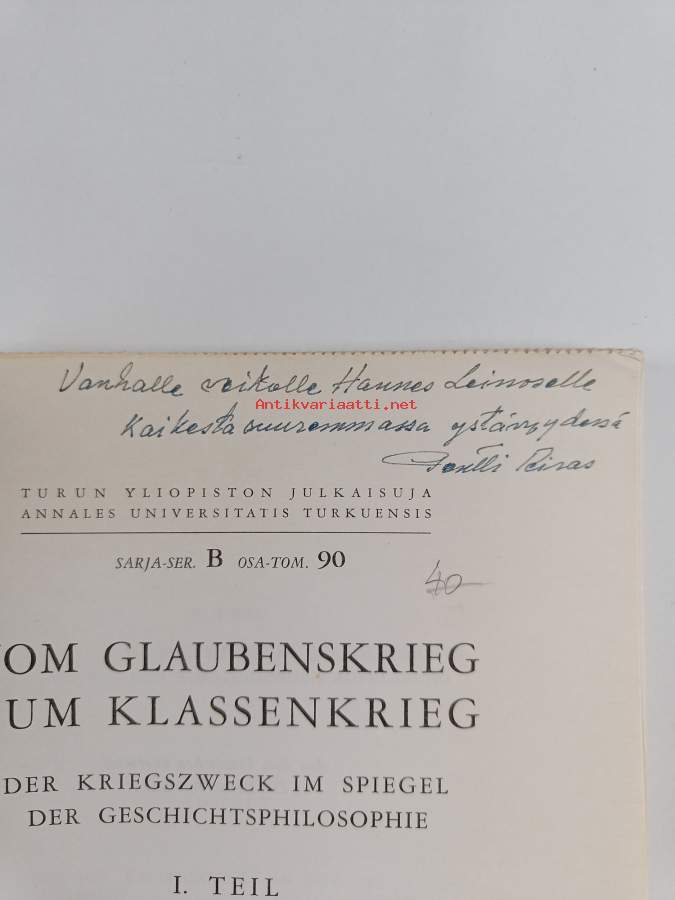 Vanhalle veikolle Hannes Leinoselle
Antikvariaatti.net
Kaikesta suuremmassa ystävyydessä
Pentti
TURUN YLIOPISTON JULKAISUJA
ANNALES UNIVERSITATIS TURKUENSIS
SARJA-SER. B OSA-TOM. 90
40
OM GLAUBENSKRIEG
UM KLASSENKRIEG
DER KRIEGSZWECK IM SPIEGEL
DER GESCHICHTSPHILOSOPHIE
I. TEIL